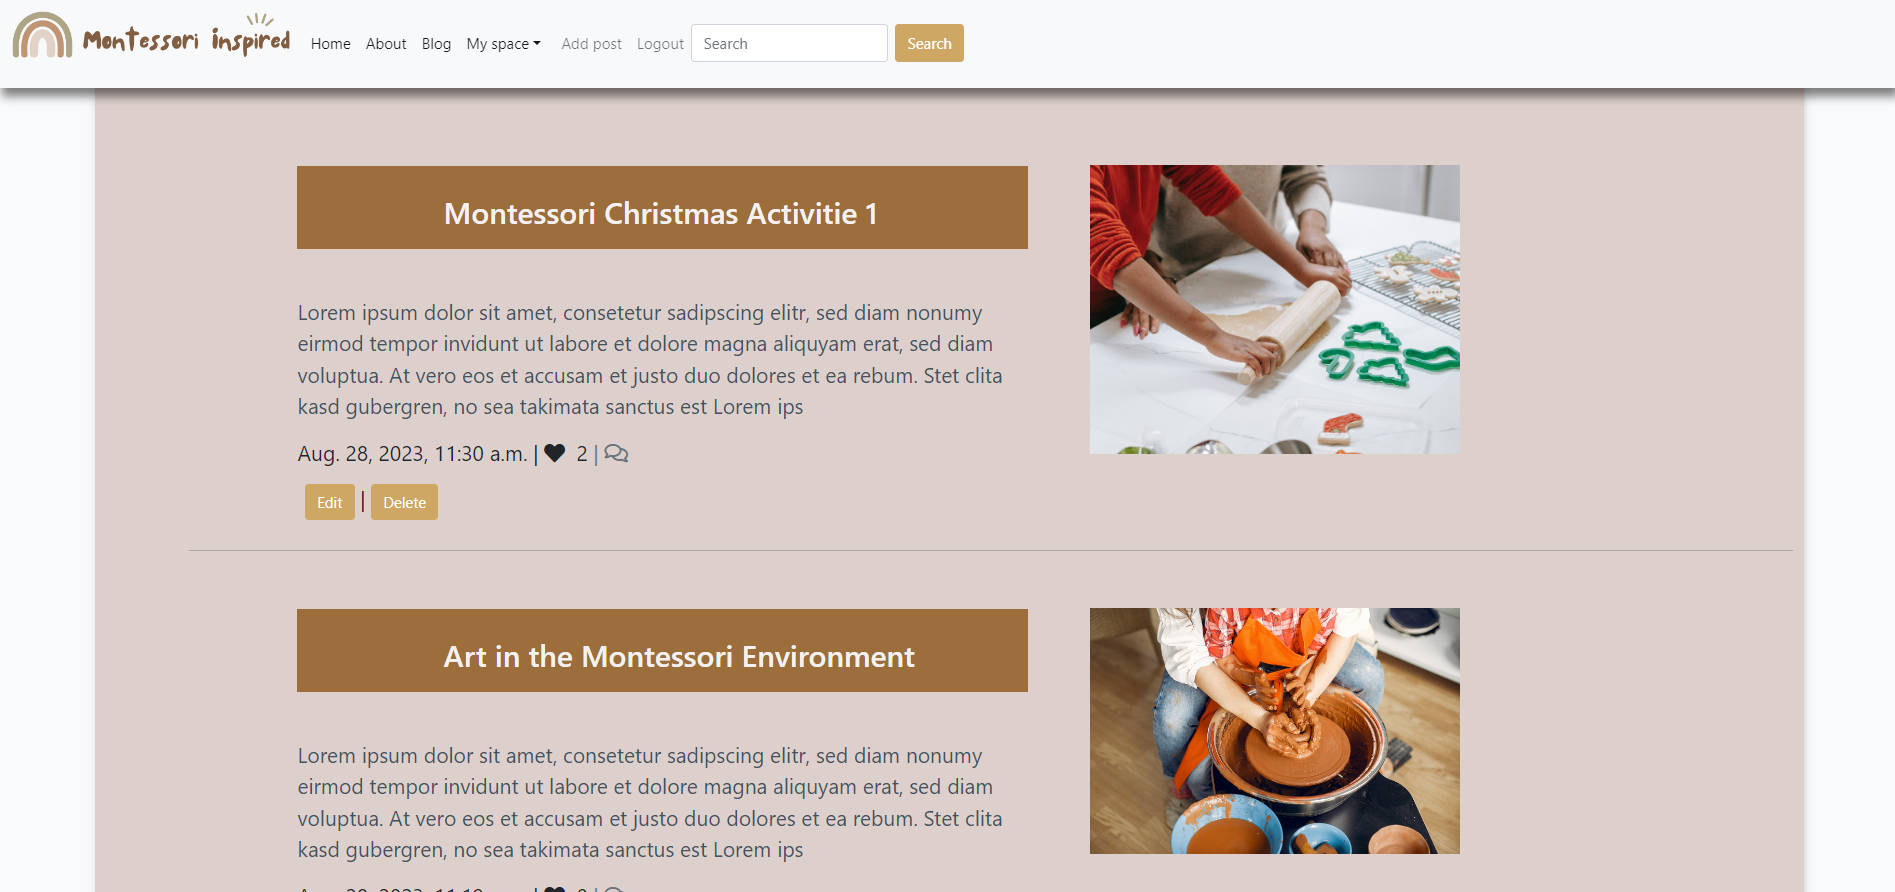 Montessori inspired
Home About Blog My space Add post Logout Search Search
Montessori Christmas Activitie 1
Lorem ipsum dolor sit amet, consetetur sadipscing elitr, sed diam nonumy
eirmod tempor invidunt ut labore et dolore magna aliquyam erat, sed diam
voluptua. At vero eos et accusam et justo duo dolores et ea rebum. Stet clita
kasd gubergren, no sea takimata sanctus est Lorem ips
Aug. 28, 2023, 11:30 a.m. | 2 |
Edit | Delete
Art in the Montessori Environment
Lorem ipsum dolor sit amet, consetetur sadipscing elitr, sed diam nonumy
eirmod tempor invidunt ut labore et dolore magna aliquyam erat, sed diam
voluptua. At vero eos et accusam et justo duo dolores et ea rebum. Stet clita
kasd gubergren, no sea takimata sanctus est Lorem ips